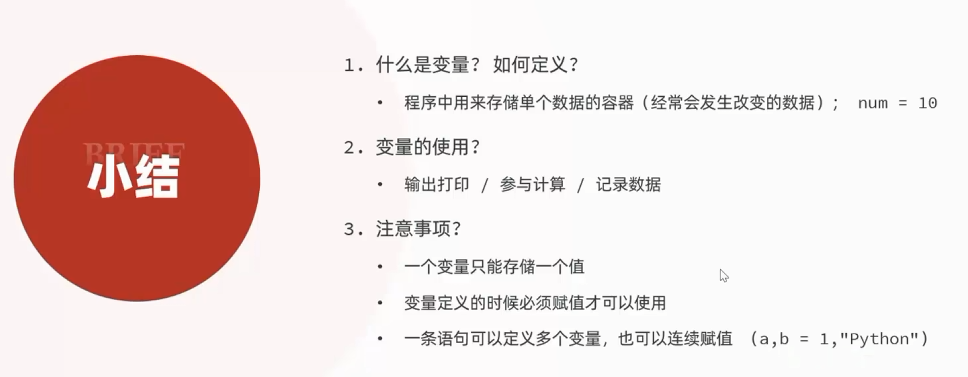 BRIEF
小结
1. 什么是变量？如何定义？
• 程序中用来存储单个数据的容器（经常会发生改变的数据）； num = 10
2. 变量的使用？
• 输出打印 / 参与计算 / 记录数据
3. 注意事项？
• 一个变量只能存储一个值
• 变量定义的时候必须赋值才可以使用
• 一条语句可以定义多个变量，也可以连续赋值 (a,b = 1,"Python")